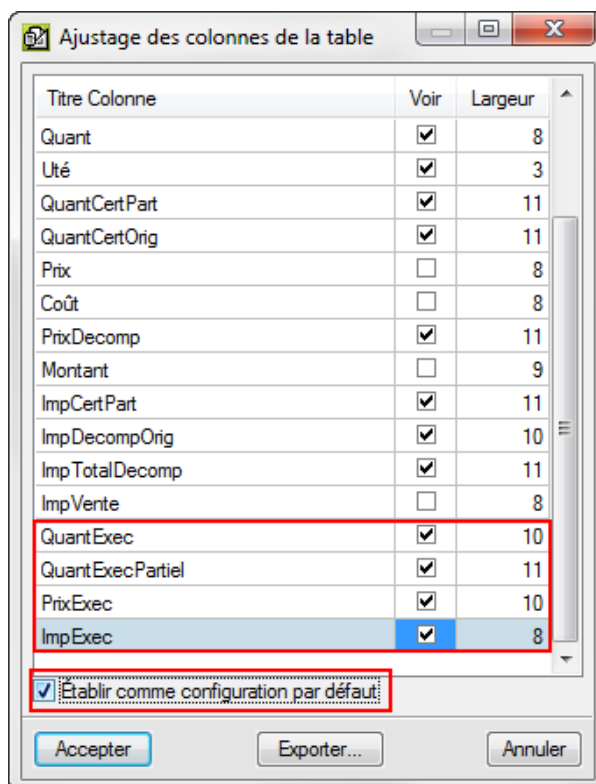 Ajustage des colonnes de la table
Titre Colonne Voir Largeur
Quant 8
Uté 3
QuantCertPart 11
QuantCertOrig 11
Prix 8
Coût 8
PrixDecomp 11
Montant 9
ImpCertPart 11
ImpDecompOrig 10
ImpTotalDecomp 11
ImpVente 8
QuantExec 10
QuantExecPartiel 11
PrixExec 10
ImpExec 8
Établir comme configuration par défaut
Accepter Exporter... Annuler